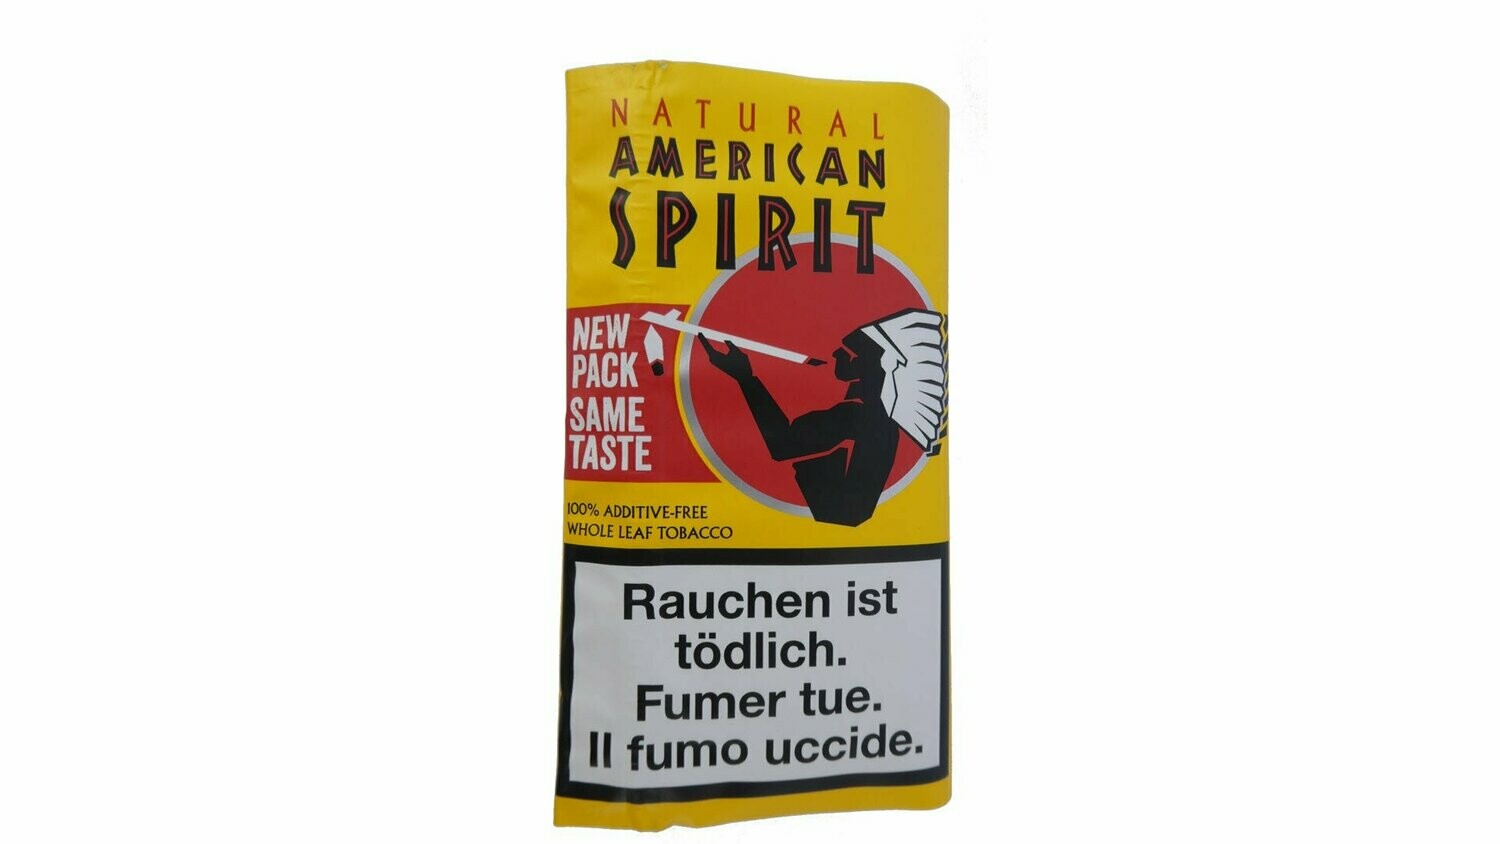 NATURAL
AMERICAN
SPIRIT
NEW
PACK
SAME
TASTE
100% ADDITIVE-FREE
WHOLE LEAF TOBACCO
Rauchen ist
tödlich.
Fumer tue.
Il fumo uccide.